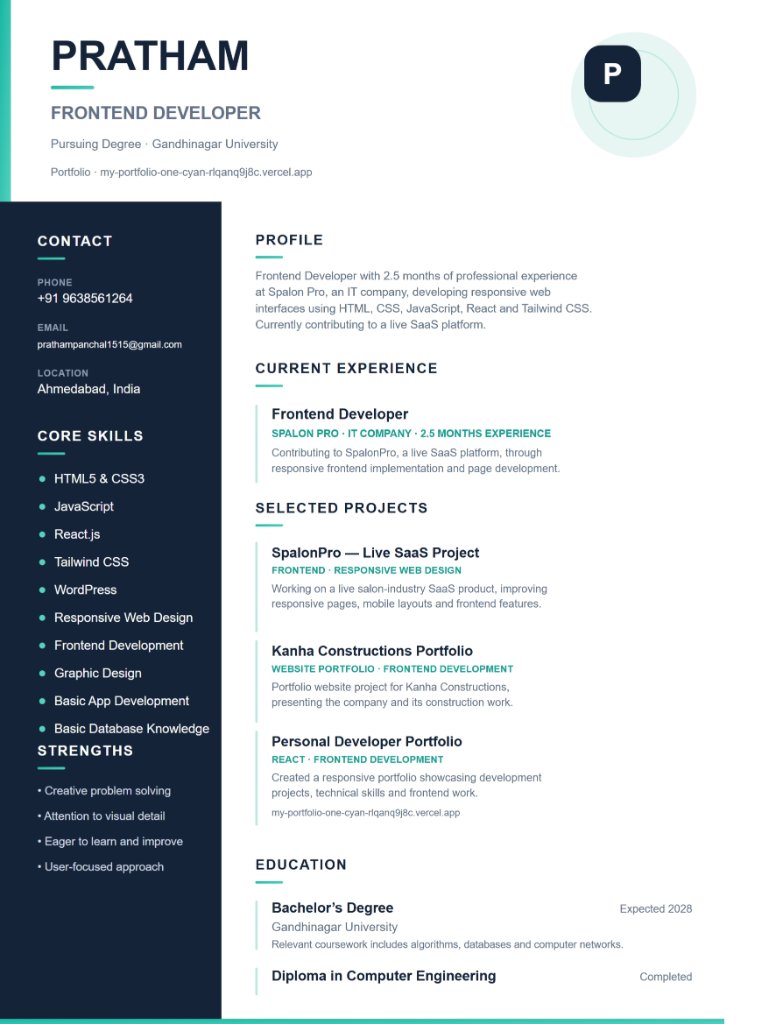 PRATHAM
FRONTEND DEVELOPER
Pursuing Degree · Gandhinagar University
Portfolio · my-portfolio-one-cyan-rlqanq9j8c.vercel.app
P
CONTACT
PHONE
+91 9638561264
EMAIL
prathampanchal1515@gmail.com
LOCATION
Ahmedabad, India
CORE SKILLS
HTML5 & CSS3
JavaScript
React.js
Tailwind CSS
WordPress
Responsive Web Design
Frontend Development
Graphic Design
Basic App Development
Basic Database Knowledge
STRENGTHS
• Creative problem solving
• Attention to visual detail
• Eager to learn and improve
• User-focused approach
PROFILE
Frontend Developer with 2.5 months of professional experience
at Spalon Pro, an IT company, developing responsive web
interfaces using HTML, CSS, JavaScript, React and Tailwind CSS.
Currently contributing to a live SaaS platform.
CURRENT EXPERIENCE
Frontend Developer
SPALON PRO · IT COMPANY · 2.5 MONTHS EXPERIENCE
Contributing to SpalonPro, a live SaaS platform, through
responsive frontend implementation and page development.
SELECTED PROJECTS
SpalonPro — Live SaaS Project
FRONTEND · RESPONSIVE WEB DESIGN
Working on a live salon-industry SaaS product, improving
responsive pages, mobile layouts and frontend features.
Kanha Constructions Portfolio
WEBSITE PORTFOLIO · FRONTEND DEVELOPMENT
Portfolio website project for Kanha Constructions,
presenting the company and its construction work.
Personal Developer Portfolio
REACT · FRONTEND DEVELOPMENT
Created a responsive portfolio showcasing development
projects, technical skills and frontend work.
my-portfolio-one-cyan-rlqanq9j8c.vercel.app
EDUCATION
Bachelor’s Degree Expected 2028
Gandhinagar University
Relevant coursework includes algorithms, databases and computer networks.
Diploma in Computer Engineering Completed